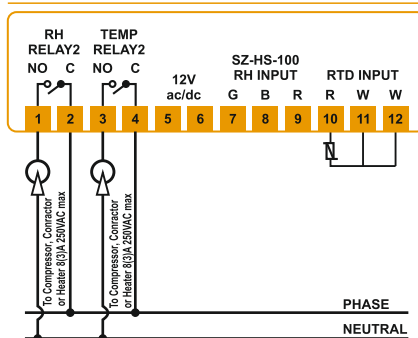 RH
RELAY2
NO C
TEMP
RELAY2
NO C
12V
ac/dc
SZ-HS-100
RH INPUT
G B R
RTD INPUT
R W W
1 2 3 4 5 6 7 8 9 10 11 12
To Compressor, Conractor
or Heater 8(3)A 250VAC max
To Compressor, Conractor
or Heater 8(3)A 250VAC max
PHASE
NEUTRAL